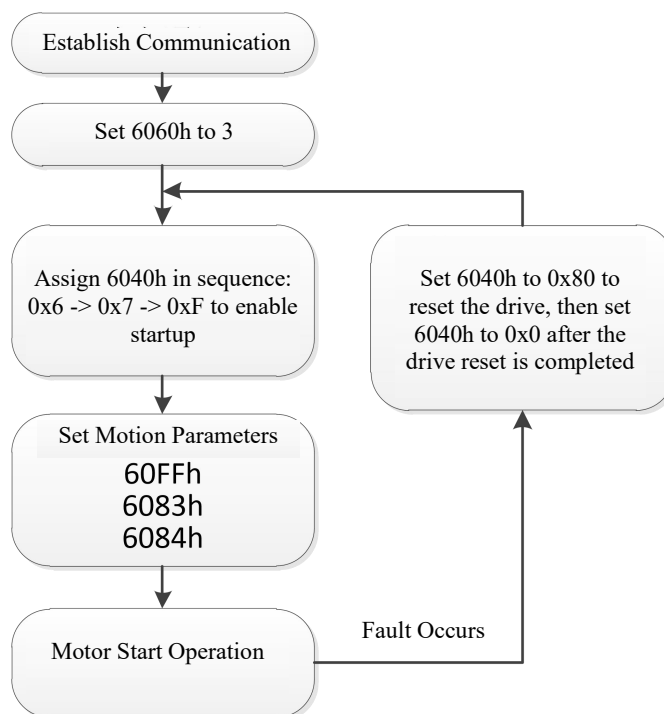 Establish Communication
Set 6060h to 3
Assign 6040h in sequence:
0x6 -> 0x7 -> 0xF to enable
startup
Set 6040h to 0x80 to
reset the drive, then set
6040h to 0x0 after the
drive reset is completed
Set Motion Parameters
60FFh
6083h
6084h
Motor Start Operation
Fault Occurs